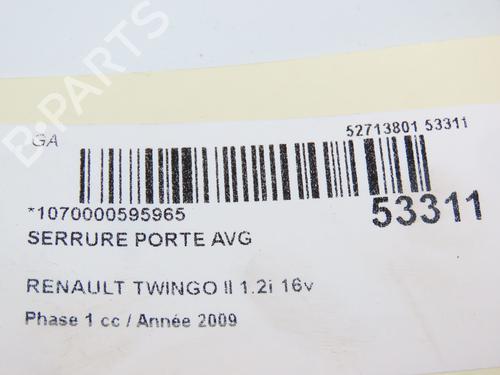 GA
52713801 53311
*1070000595965
53311
SERRURE PORTE AVG
RENAULT TWINGO II 1.2i 16v
Phase 1 cc / Année 2009
B-PARTS